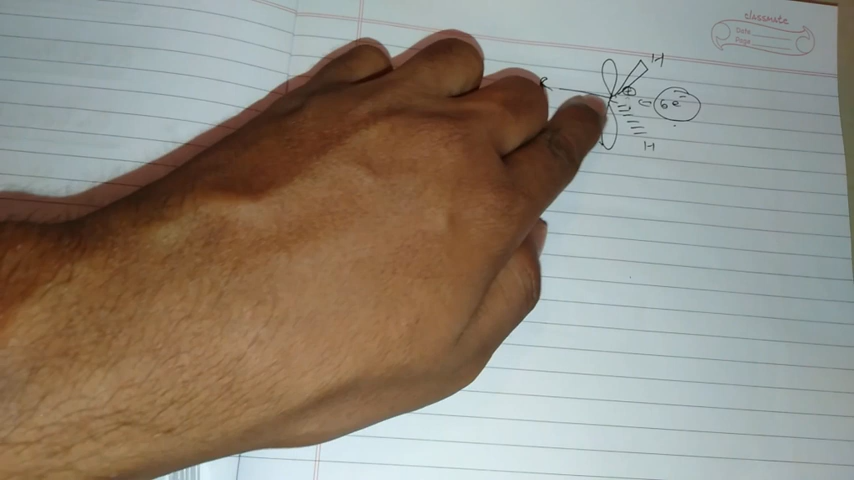 classmate
Date
Page
H
R
⊕
6e
H